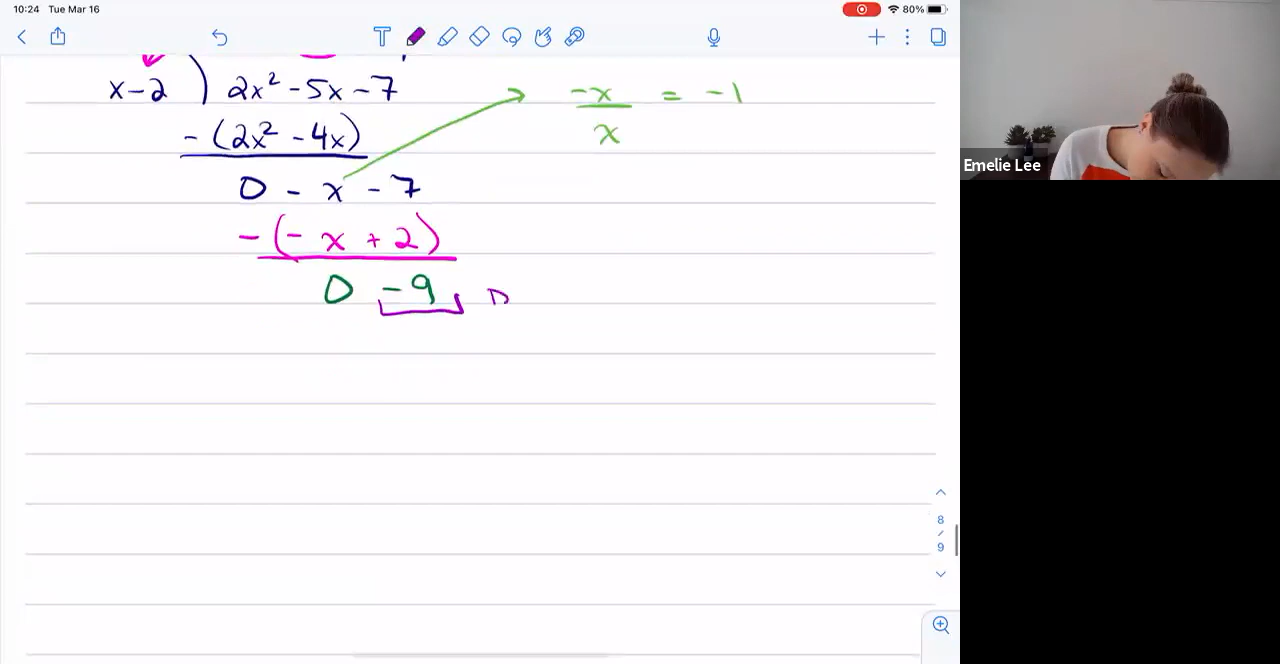 10:24 Tue Mar 16
80%
T
x-2 ) 2x² -5x -7
- (2x² - 4x)
0 - x - 7
-(- x + 2)
0 -9
-x / x = -1
8
/
9
Emelie Lee